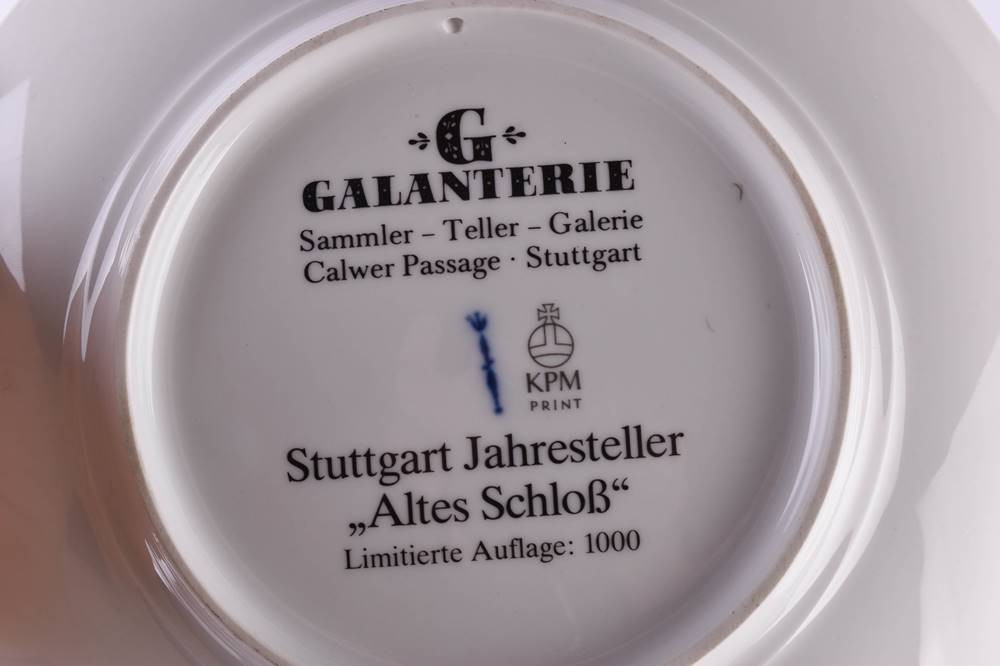 G
GALANTERIE
Sammler – Teller – Galerie
Calwer Passage · Stuttgart
KPM
PRINT
Stuttgart Jahresteller
„Altes Schloß“
Limitierte Auflage: 1000